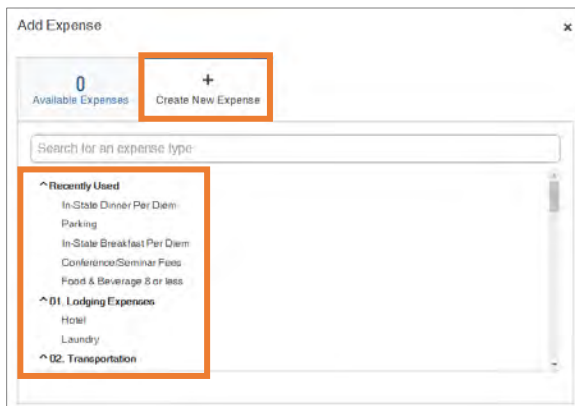 Add Expense
×
0
Available Expenses
+
Create New Expense
Search for an expense type
^ Recently Used
In-State Dinner Per Diem
Parking
In-State Breakfast Per Diem
Conference/Seminar Fees
Food & Beverage 8 or less
^ 01. Lodging Expenses
Hotel
Laundry
^ 02. Transportation